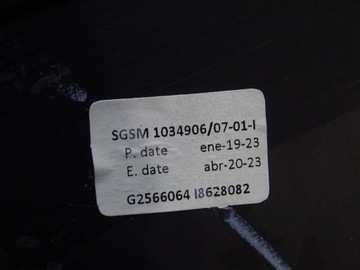 SGSM 1034906/07-01-I
P. date ene-19-23
E. date abr-20-23
G2566064 I8628082